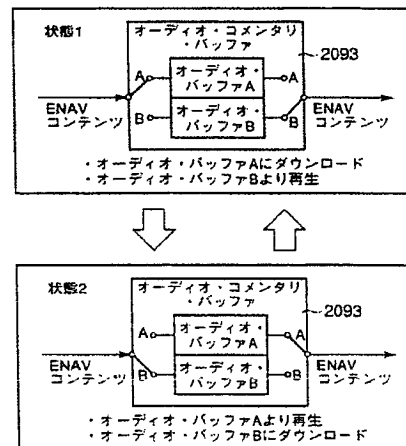 状態1
オーディオ・コメンタリ
・バッファ
2093
A
オーディオ・
バッファA
A
B
オーディオ・
バッファB
B
ENAV
コンテンツ
ENAV
コンテンツ
・オーディオ・バッファAにダウンロード
・オーディオ・バッファBより再生
状態2
オーディオ・コメンタリ
・バッファ
2093
A
オーディオ・
バッファA
A
B
オーディオ・
バッファB
B
ENAV
コンテンツ
ENAV
コンテンツ
・オーディオ・バッファAより再生
・オーディオ・バッファBにダウンロード